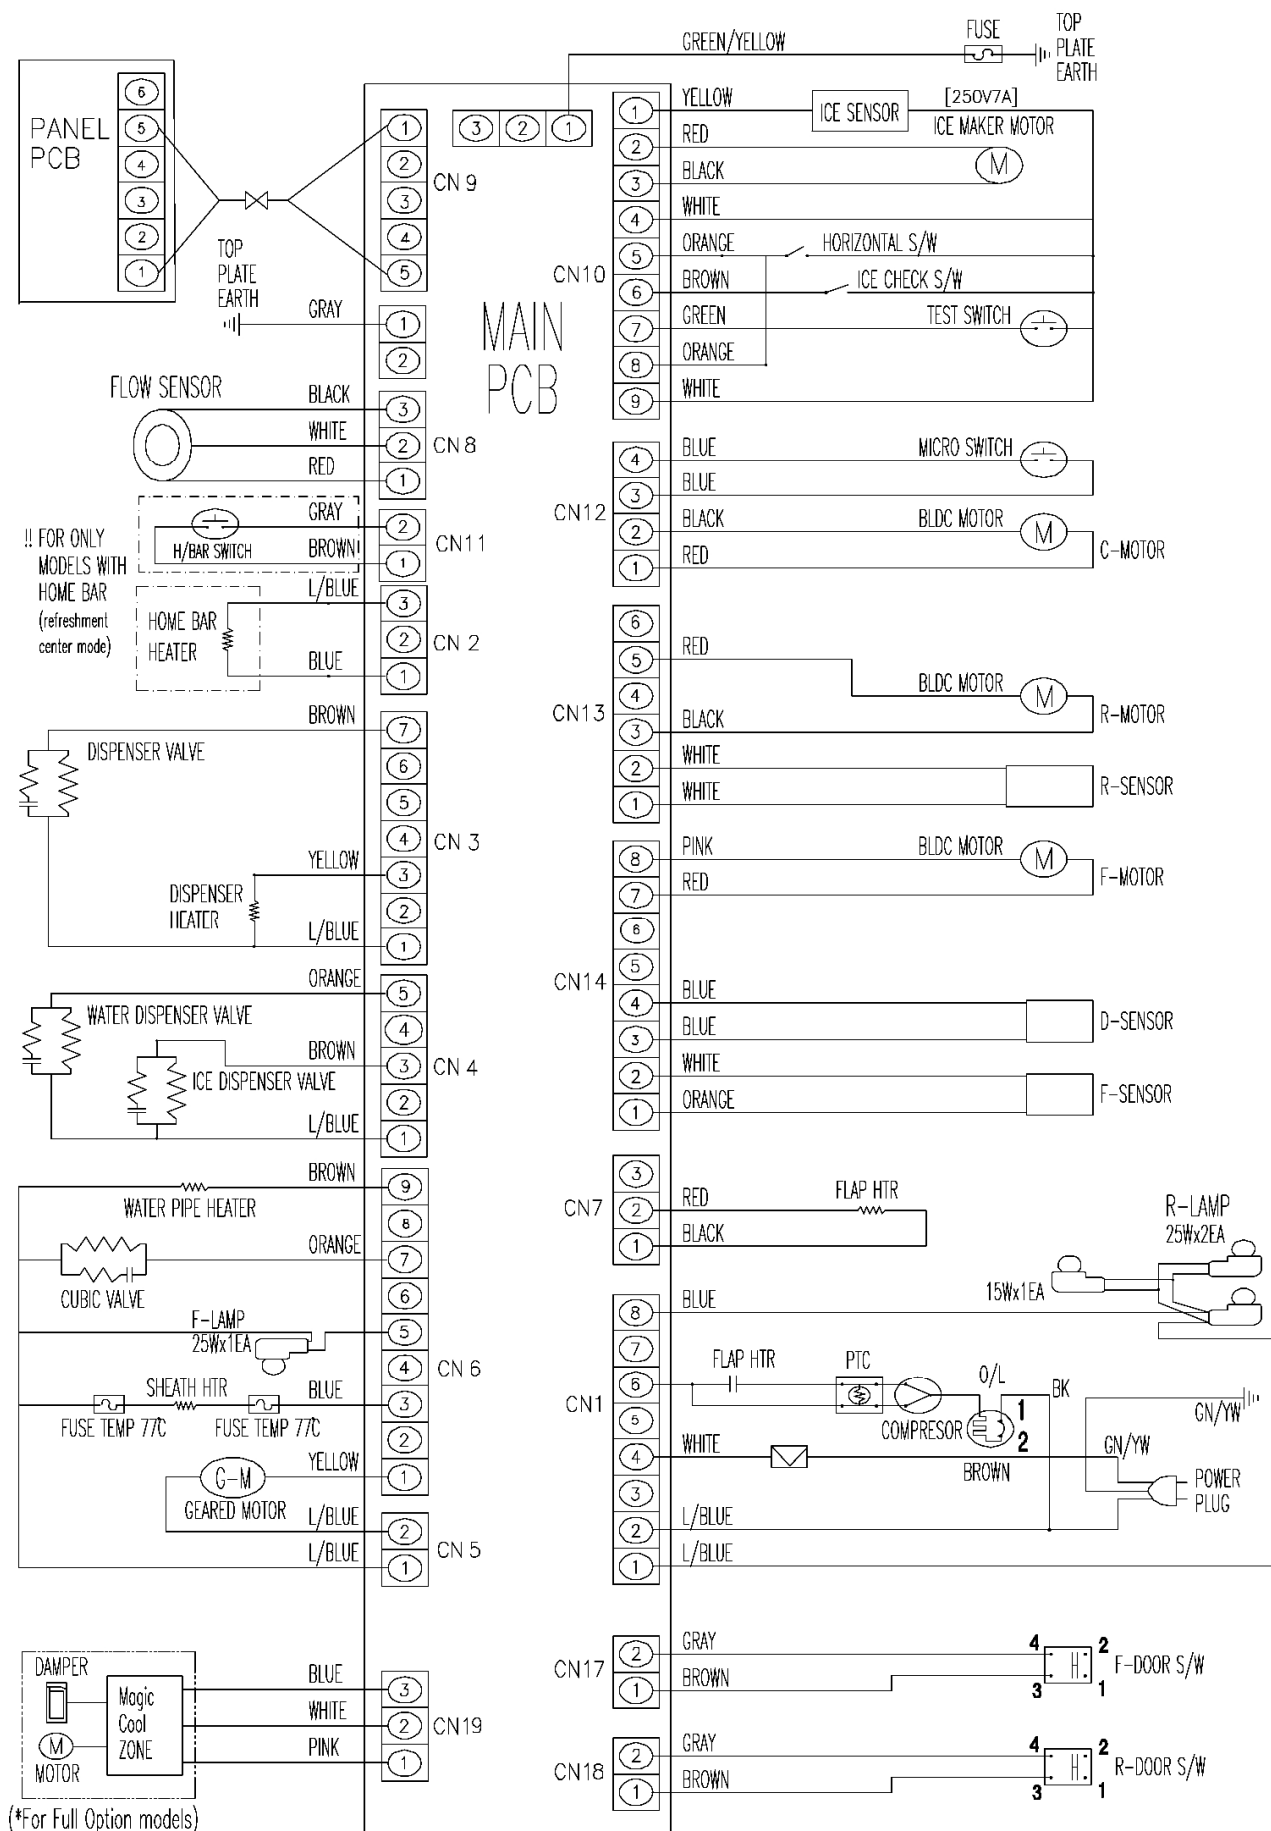 GREEN/YELLOW
FUSE
TOP
PLATE
EARTH
PANEL
PCB
6
5
4
3
2
1
1
2
3
4
5
CN 9
3
2
1
TOP
PLATE
EARTH
GRAY
1
2
MAIN
PCB
FLOW SENSOR
BLACK
WHITE
RED
3
2
1
CN 8
!! FOR ONLY
MODELS WITH
HOME BAR
(refreshment
center mode)
H/BAR SWITCH
GRAY
BROWN
2
1
CN11
HOME BAR
HEATER
L/BLUE
BLUE
3
2
1
CN 2
DISPENSER VALVE
BROWN
DISPENSER
HEATER
YELLOW
L/BLUE
7
6
5
4
3
2
1
CN 3
WATER DISPENSER VALVE
ORANGE
ICE DISPENSER VALVE
BROWN
L/BLUE
5
4
3
2
1
CN 4
WATER PIPE HEATER
BROWN
CUBIC VALVE
ORANGE
F-LAMP
25Wx1EA
SHEATH HTR
BLUE
FUSE TEMP 77℃
FUSE TEMP 77℃
G-M
GEARED MOTOR
YELLOW
9
8
7
6
5
4
3
2
1
CN 6
L/BLUE
L/BLUE
2
1
CN 5
DAMPER
M
MOTOR
Magic
Cool
ZONE
BLUE
WHITE
PINK
3
2
1
CN19
(*For Full Option models)
CN10
1
2
3
4
5
6
7
8
9
YELLOW
ICE SENSOR
[250V7A]
ICE MAKER MOTOR
RED
M
BLACK
WHITE
ORANGE
HORIZONTAL S/W
BROWN
ICE CHECK S/W
GREEN
TEST SWITCH
ORANGE
WHITE
CN12
4
3
2
1
BLUE
MICRO SWITCH
BLUE
BLACK
BLDC MOTOR
M
C-MOTOR
RED
CN13
6
5
4
3
2
1
RED
BLDC MOTOR
M
R-MOTOR
BLACK
WHITE
R-SENSOR
WHITE
CN14
8
7
6
5
4
3
2
1
PINK
BLDC MOTOR
M
F-MOTOR
RED
BLUE
D-SENSOR
BLUE
WHITE
F-SENSOR
ORANGE
CN7
3
2
1
RED
FLAP HTR
BLACK
R-LAMP
25Wx2EA
15Wx1EA
CN1
8
7
6
5
4
3
2
1
BLUE
FLAP HTR
PTC
COMPRESOR
O/L
1
2
BK
GN/YW
WHITE
BROWN
GN/YW
POWER
PLUG
L/BLUE
L/BLUE
CN17
2
1
GRAY
BROWN
4
2
H
3
1
F-DOOR S/W
CN18
2
1
GRAY
BROWN
4
2
H
3
1
R-DOOR S/W